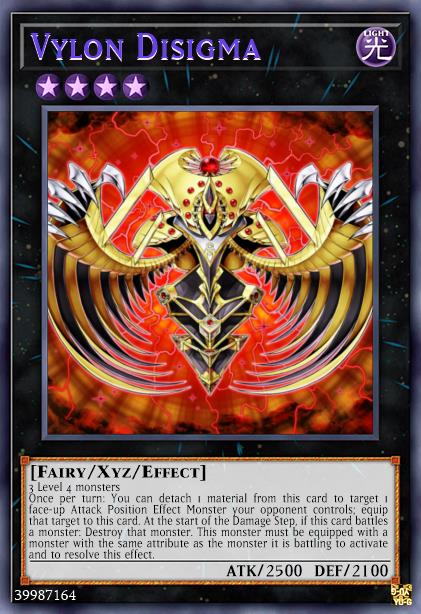 Vylon Disigma
LIGHT
光
[Fairy/Xyz/Effect]
3 Level 4 monsters
Once per turn: You can detach 1 material from this card to target 1
face-up Attack Position Effect Monster your opponent controls; equip
that target to this card. At the start of the Damage Step, if this card battles
a monster: Destroy that monster. This monster must be equipped with a
monster with the same attribute as the monster it is battling to activate
and to resolve this effect.
ATK/2500 DEF/2100
39987164